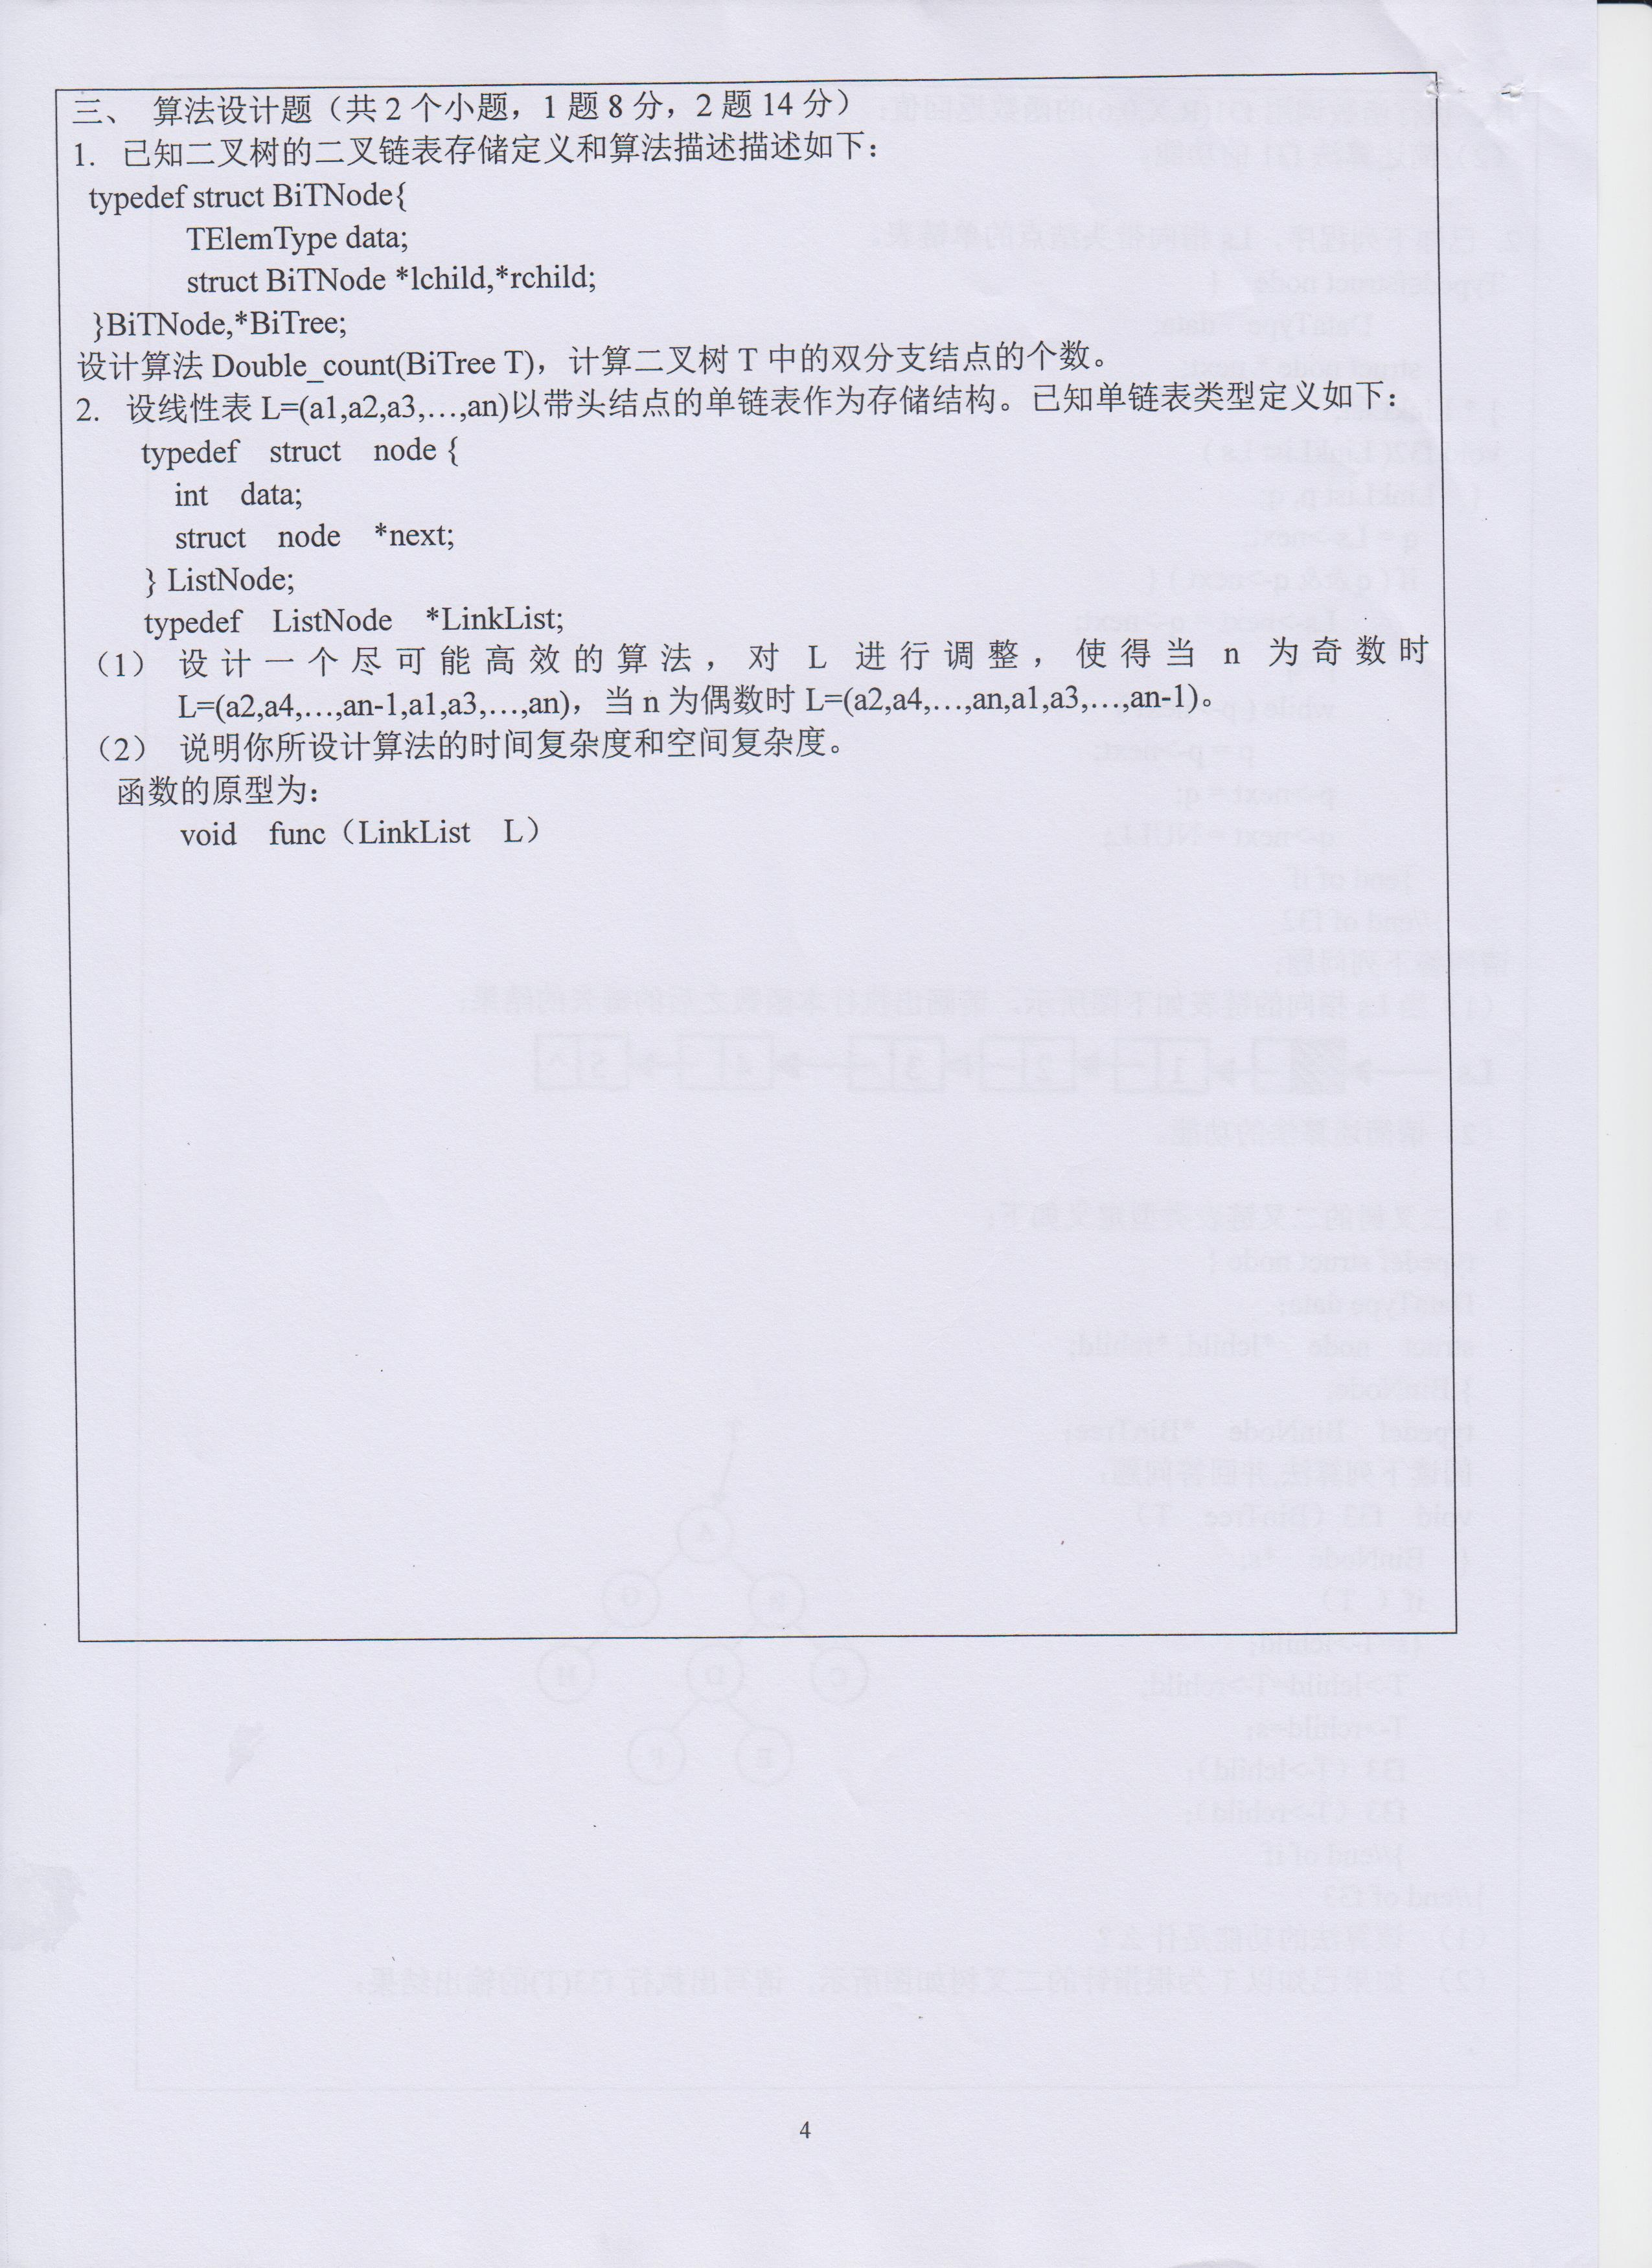 三、 算法设计题（共 2 个小题，1 题 8 分，2 题 14 分）
1. 已知二叉树的二叉链表存储定义和算法描述描述如下：
typedef struct BiTNode{
TElemType data;
struct BiTNode *lchild,*rchild;
}BiTNode,*BiTree;
设计算法 Double_count(BiTree T)，计算二叉树 T 中的双分支结点的个数。
2. 设线性表 L=(a1,a2,a3,…,an)以带头结点的单链表作为存储结构。已知单链表类型定义如下：
typedef struct node {
int data;
struct node *next;
} ListNode;
typedef ListNode *LinkList;
（1） 设计一个尽可能高效的算法，对 L 进行调整，使得当 n 为奇数时
L=(a2,a4,…,an-1,a1,a3,…,an)，当 n 为偶数时 L=(a2,a4,…,an,a1,a3,…,an-1)。
（2） 说明你所设计算法的时间复杂度和空间复杂度。
函数的原型为：
void func（LinkList L）
4